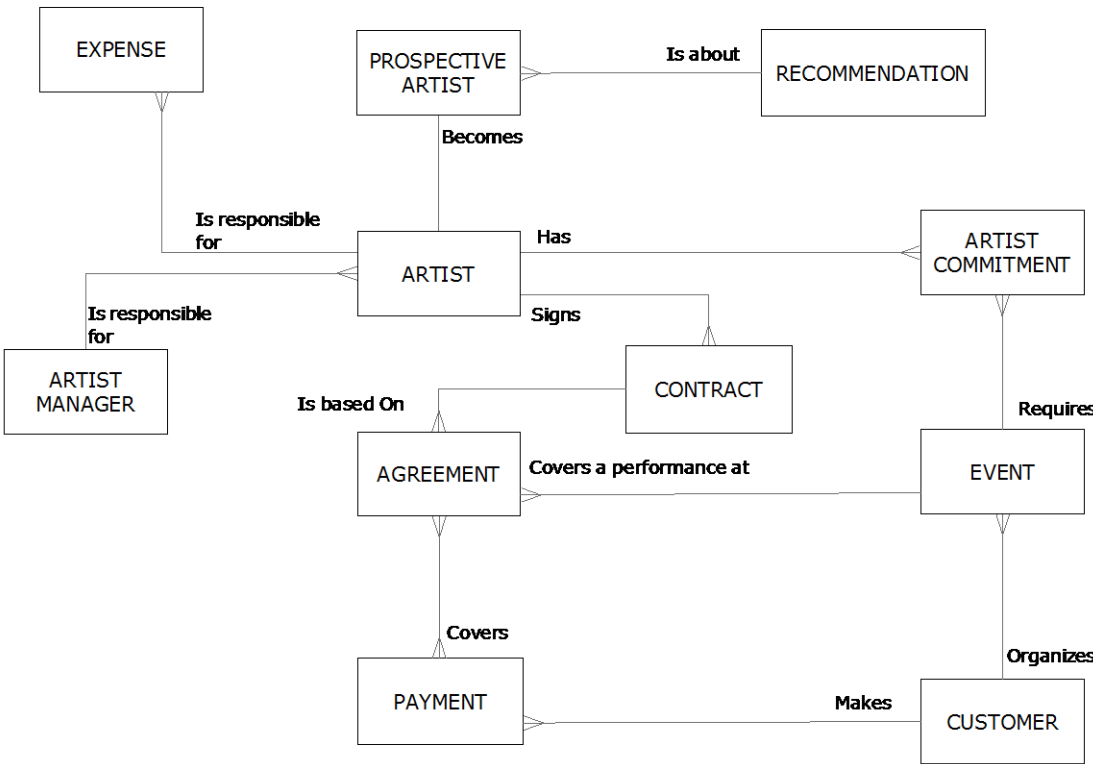 EXPENSE
PROSPECTIVE
ARTIST
Is about
RECOMMENDATION
Becomes
Is responsible
for
ARTIST
Has
ARTIST
COMMITMENT
Signs
Is responsible
for
ARTIST
MANAGER
CONTRACT
Is based On
Requires
AGREEMENT
Covers a performance at
EVENT
Covers
Organizes
PAYMENT
Makes
CUSTOMER